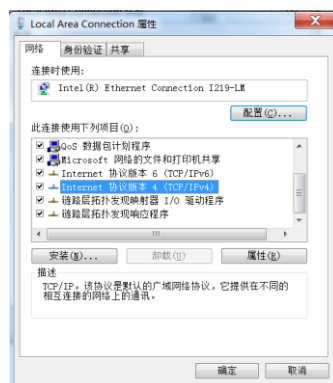 Local Area Connection 属性
网络 身份验证 共享
连接时使用:
Intel(R) Ethernet Connection I219-LM
配置(C)...
此连接使用下列项目(O):
QoS 数据包计划程序
Microsoft 网络的文件和打印机共享
Internet 协议版本 6 (TCP/IPv6)
Internet 协议版本 4 (TCP/IPv4)
链路层拓扑发现映射器 I/O 驱动程序
链路层拓扑发现响应程序
安装(N)... 卸载(U) 属性(R)
描述
TCP/IP。该协议是默认的广域网络协议，它提供在不同的
相互连接的网络上的通讯。
确定 取消